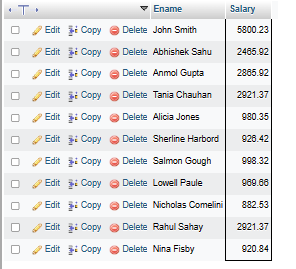 Ename Salary
Edit Copy Delete John Smith 5800.23
Edit Copy Delete Abhishek Sahu 2465.92
Edit Copy Delete Anmol Gupta 2865.92
Edit Copy Delete Tania Chauhan 2921.37
Edit Copy Delete Alicia Jones 980.35
Edit Copy Delete Sherline Harbord 926.42
Edit Copy Delete Salmon Gough 998.32
Edit Copy Delete Lowell Paule 969.66
Edit Copy Delete Nicholas Comelini 882.53
Edit Copy Delete Rahul Sahay 2921.37
Edit Copy Delete Nina Fisby 920.84